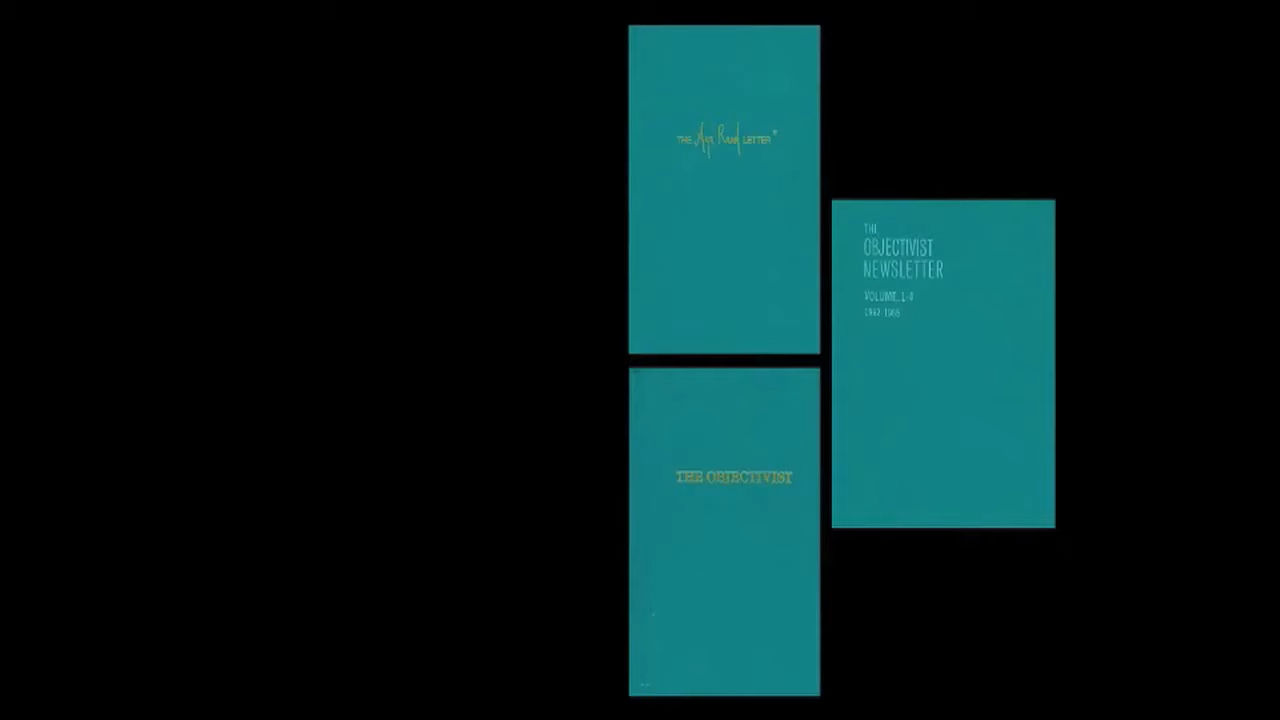 THE Ayn Rand LETTER®
THE
OBJECTIVIST
NEWSLETTER
VOLUME 1-4
1962-1965
THE OBJECTIVIST